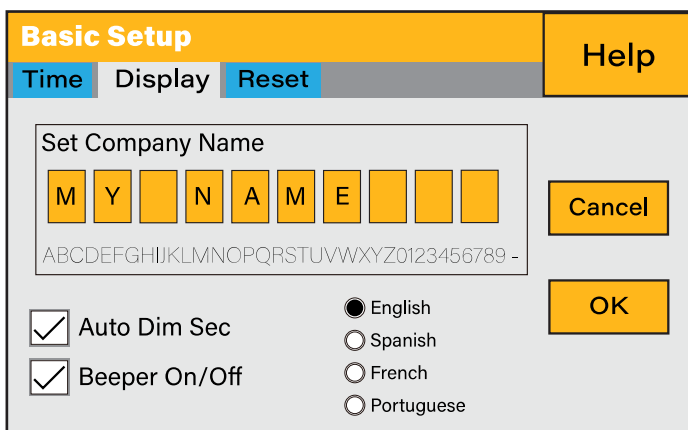 Basic Setup
Help
Time Display Reset
Set Company Name
M Y N A M E
ABCDEFGHIJKLMNOPQRSTUVWXYZ0123456789 -
Cancel
Auto Dim Sec
Beeper On/Off
English
Spanish
French
Portuguese
OK